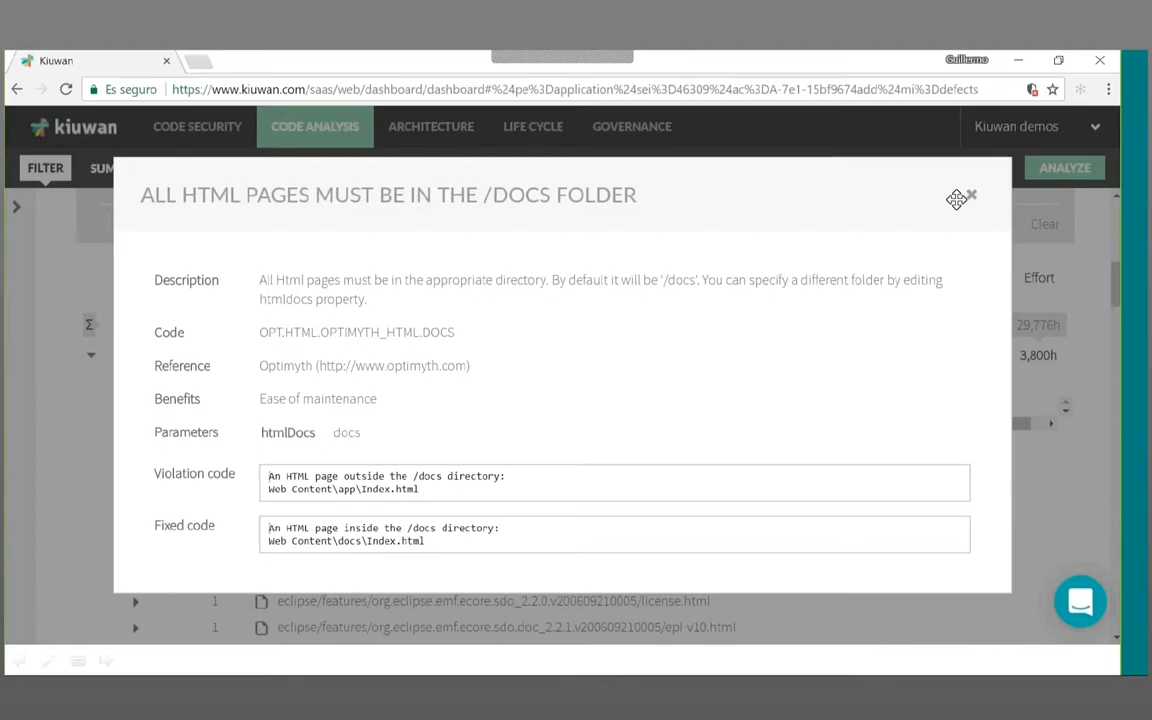 Kiuwan
Guillermo
Es seguro
https://www.kiuwan.com/saas/web/dashboard/dashboard#%24pe%3Dapplication%24sei%3D46309%24ac%3DA-7e1-15bf9674add%24mi%3Ddefects
kiuwan
CODE SECURITY
CODE ANALYSIS
ARCHITECTURE
LIFE CYCLE
GOVERNANCE
Kiuwan demos
FILTER
SUM
ANALYZE
ALL HTML PAGES MUST BE IN THE /DOCS FOLDER
Clear
Description
All Html pages must be in the appropriate directory. By default it will be '/docs'. You can specify a different folder by editing
htmldocs property.
Effort
Σ
29,776h
Code
OPT.HTML.OPTIMYTH_HTML.DOCS
3,800h
Reference
Optimyth (http://www.optimyth.com)
Benefits
Ease of maintenance
Parameters
htmlDocs docs
Violation code
An HTML page outside the /docs directory:
Web Content\app\Index.html
Fixed code
An HTML page inside the /docs directory:
Web Content\docs\Index.html
1 eclipse/features/org.eclipse.emf.ecore.sdo_2.2.0.v200609210005/license.html
1 eclipse/features/org.eclipse.emf.ecore.sdo.doc_2.2.1.v200609210005/epl-v10.html